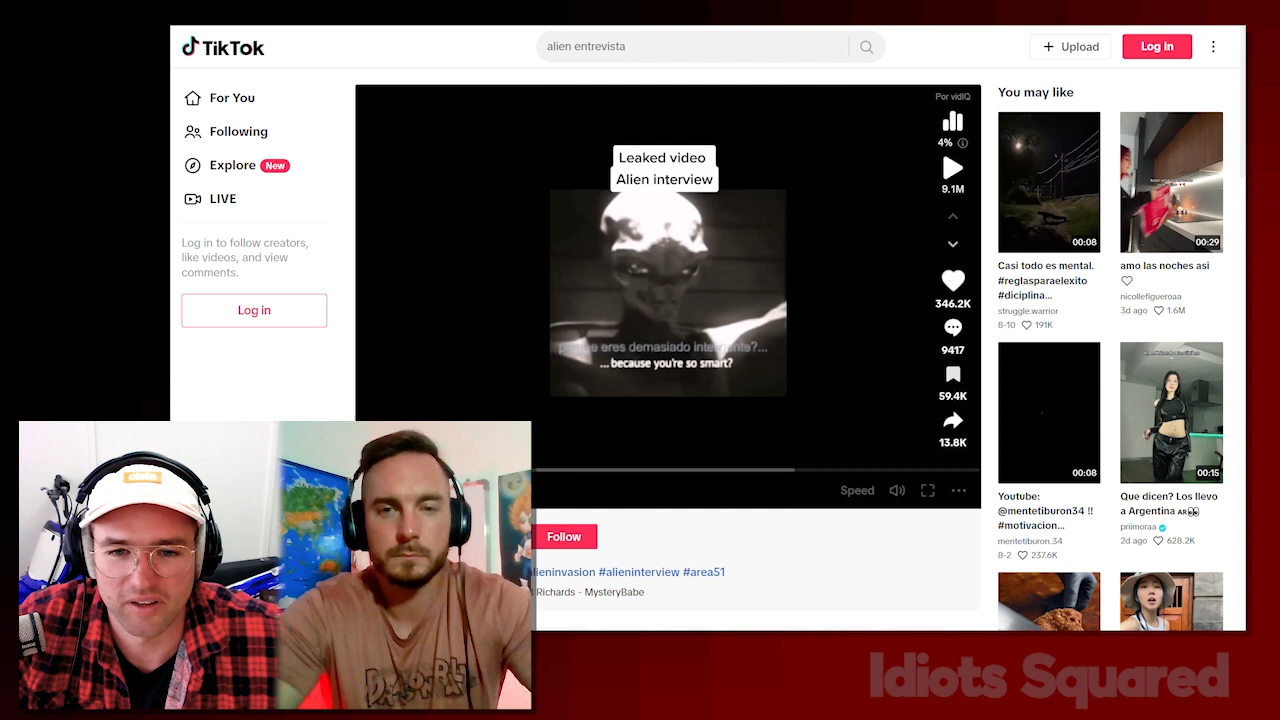 TikTok
alien entrevista
Upload
Log in
For You
Following
Explore New
LIVE
Log in to follow creators,
like videos, and view
comments.
Log in
Por vidIQ
4%
9.1M
346.2K
9417
59.4K
13.8K
Leaked video
Alien interview
eres demasiado
... because you're so smart?
Speed
Follow
#alieninterview #area51
Richards - MysteryBabe
You may like
00:08
Casi todo es mental.
#reglasparaelexito
#diciplina...
struggle.warrior
8-10 191K
00:29
amo las noches asi
nicollefigueroaa
3d ago 1.6M
00:08
Youtube:
@mentetiburon34 !!
#motivacion...
mentetiburon.34
8-2 237.6K
00:15
Que dicen? Los llevo
a Argentina 🇦🇷👀
priimoraa
2d ago 628.2K
Idiots Squared